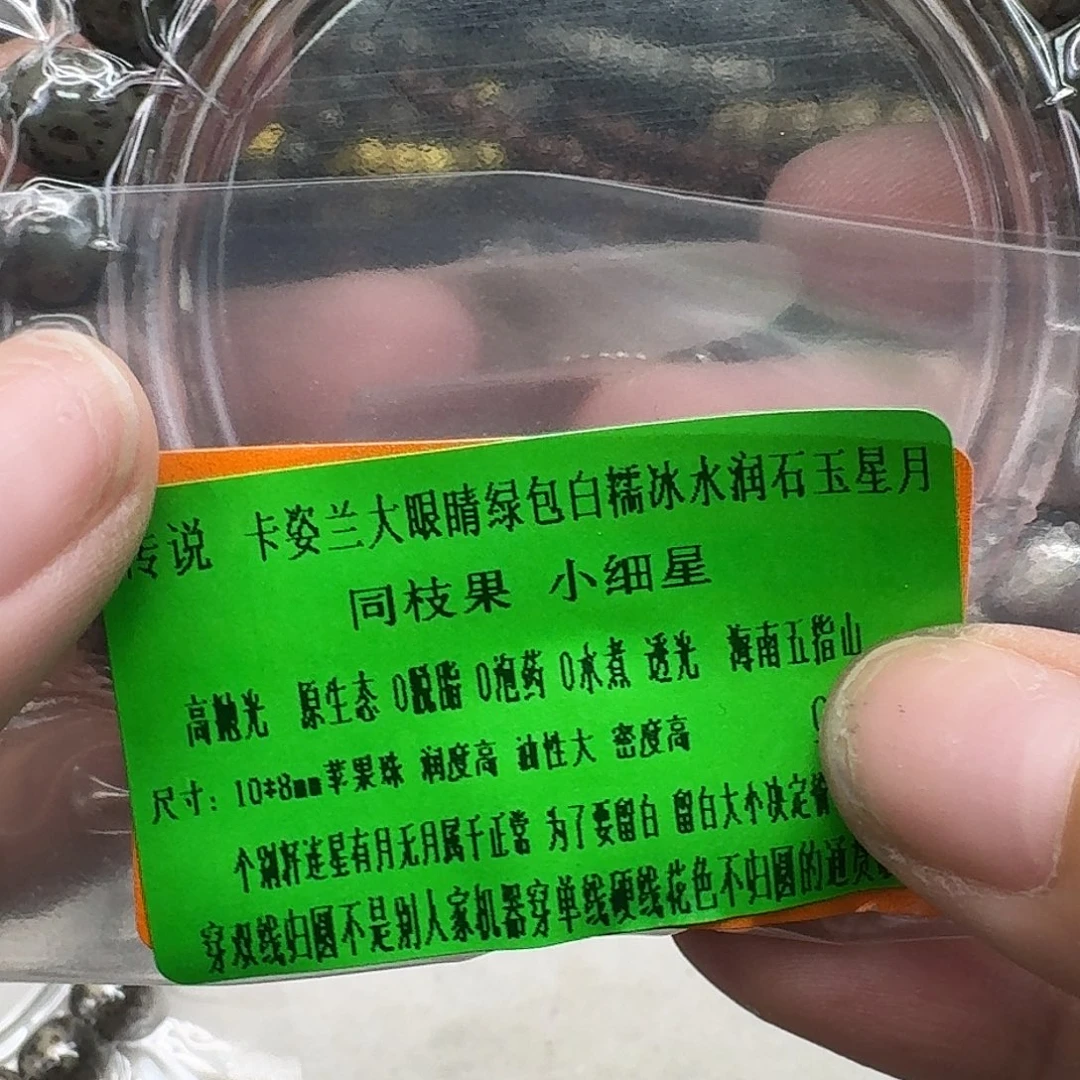 传说 卡姿兰大眼睛绿包白糯冰水润石玉星月
同枝果 小细星
高抛光 原生态 0脱脂 0泡药 0水煮 透光 海南五指山
尺寸：10*8mm苹果珠 润度高 油性大 密度高
个别纤连星有月无月属于正常 为了要留白 留白大小决定价
穿双线归圆不是别人家机器穿单线硬线花色不归圆的通货